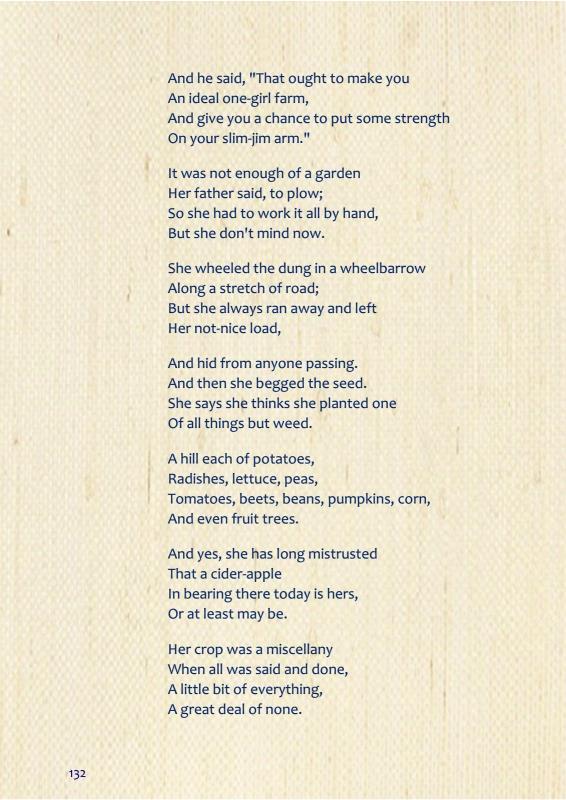 And he said, "That ought to make you
An ideal one-girl farm,
And give you a chance to put some strength
On your slim-jim arm."
It was not enough of a garden
Her father said, to plow;
So she had to work it all by hand,
But she don't mind now.
She wheeled the dung in a wheelbarrow
Along a stretch of road;
But she always ran away and left
Her not-nice load,
And hid from anyone passing.
And then she begged the seed.
She says she thinks she planted one
Of all things but weed.
A hill each of potatoes,
Radishes, lettuce, peas,
Tomatoes, beets, beans, pumpkins, corn,
And even fruit trees.
And yes, she has long mistrusted
That a cider-apple
In bearing there today is hers,
Or at least may be.
Her crop was a miscellany
When all was said and done,
A little bit of everything,
A great deal of none.
132